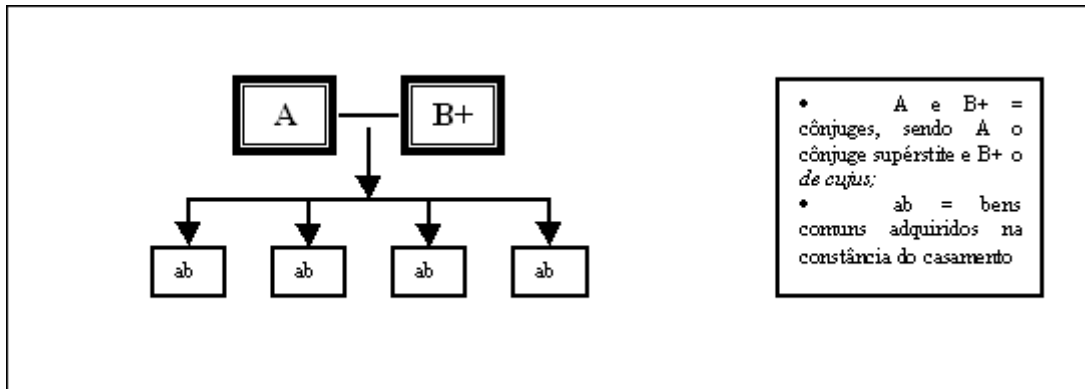 A
B+
ab
ab
ab
ab
• A e B+ =
cônjuges, sendo A o
cônjuge supérstite e B+ o
de cujus;
• ab = bens
comuns adquiridos na
constância do casamento